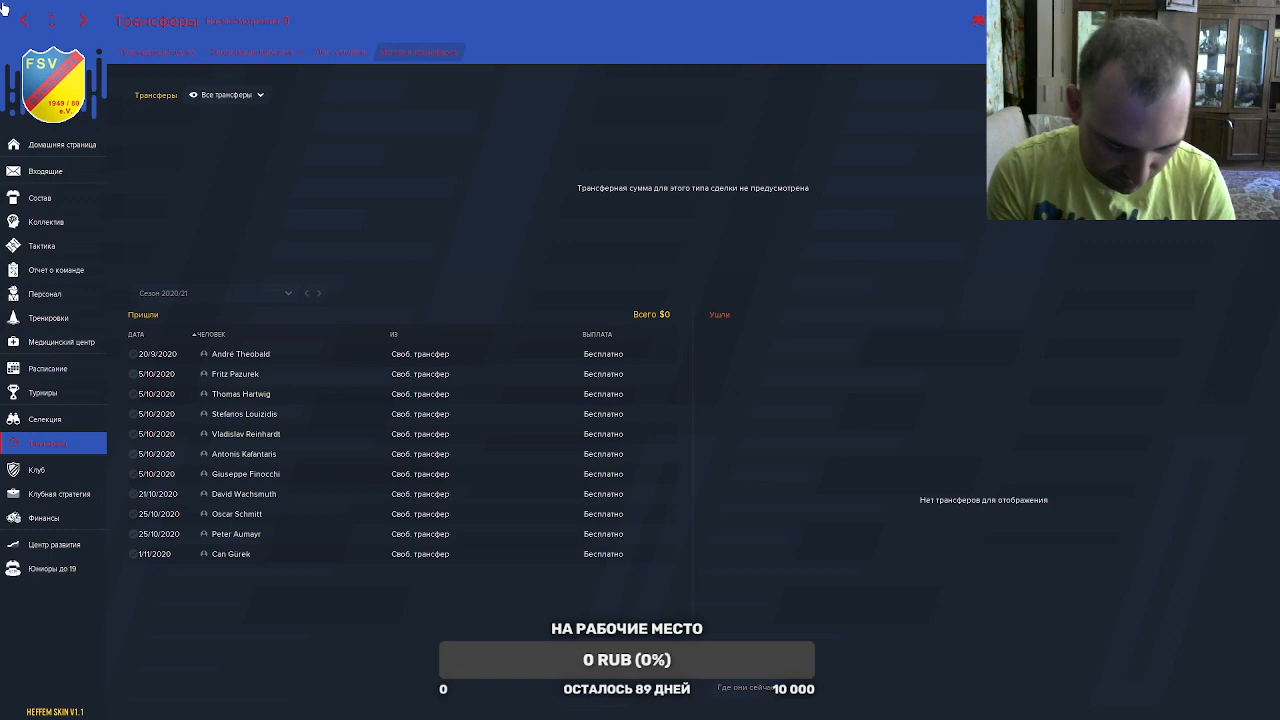 Трансферы
Трансферы Все трансферы
FSV
1949 / 80
e.V.
Трансферная сумма для этого типа сделки не предусмотрена
Домашняя страница
Входящие
Состав
Коллектив
Тактика
Отчет о команде
Персонал
Тренировки
Медицинский центр
Расписание
Турниры
Селекция
Трансферы
Клуб
Клубная стратегия
Финансы
Центр развития
Юниоры до 19
Сезон 2020/21
Пришли Всего $0
ДАТА ЧЕЛОВЕК ИЗ ВЫПЛАТА
20/9/2020 André Theobald Своб. трансфер Бесплатно
5/10/2020 Fritz Pazurek Своб. трансфер Бесплатно
5/10/2020 Thomas Hartwig Своб. трансфер Бесплатно
5/10/2020 Stefanos Louizidis Своб. трансфер Бесплатно
5/10/2020 Vladislav Reinhardt Своб. трансфер Бесплатно
5/10/2020 Antonis Kafantaris Своб. трансфер Бесплатно
5/10/2020 Giuseppe Finocchi Своб. трансфер Бесплатно
21/10/2020 David Wachsmuth Своб. трансфер Бесплатно
25/10/2020 Oscar Schmitt Своб. трансфер Бесплатно
25/10/2020 Peter Aumayr Своб. трансфер Бесплатно
1/11/2020 Can Gürek Своб. трансфер Бесплатно
Ушли
Нет трансферов для отображения
НА РАБОЧИЕ МЕСТО
0 RUB (0%)
0 ОСТАЛОСЬ 89 ДНЕЙ Где они сейчас 10 000
HEFFEM SKIN V1.1